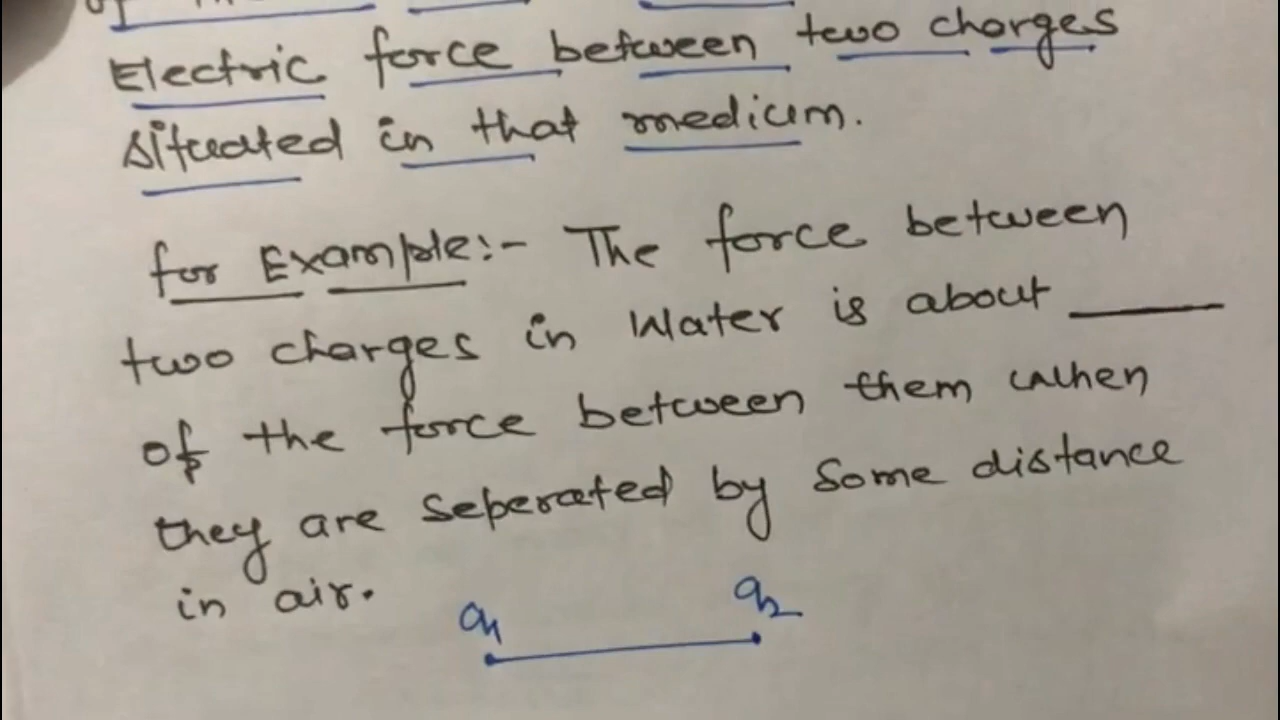 Electric force between two charges
situated in that medium.
for Example:- The force between
two charges in Water is about ____
of the force between them when
they are seperated by some distance
in air.
q1 q2